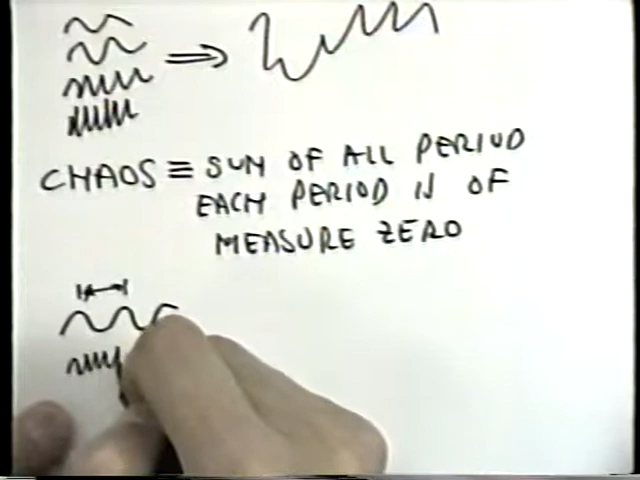 CHAOS ≡ SUM OF ALL PERIOD
EACH PERIOD IS OF
MEASURE ZERO